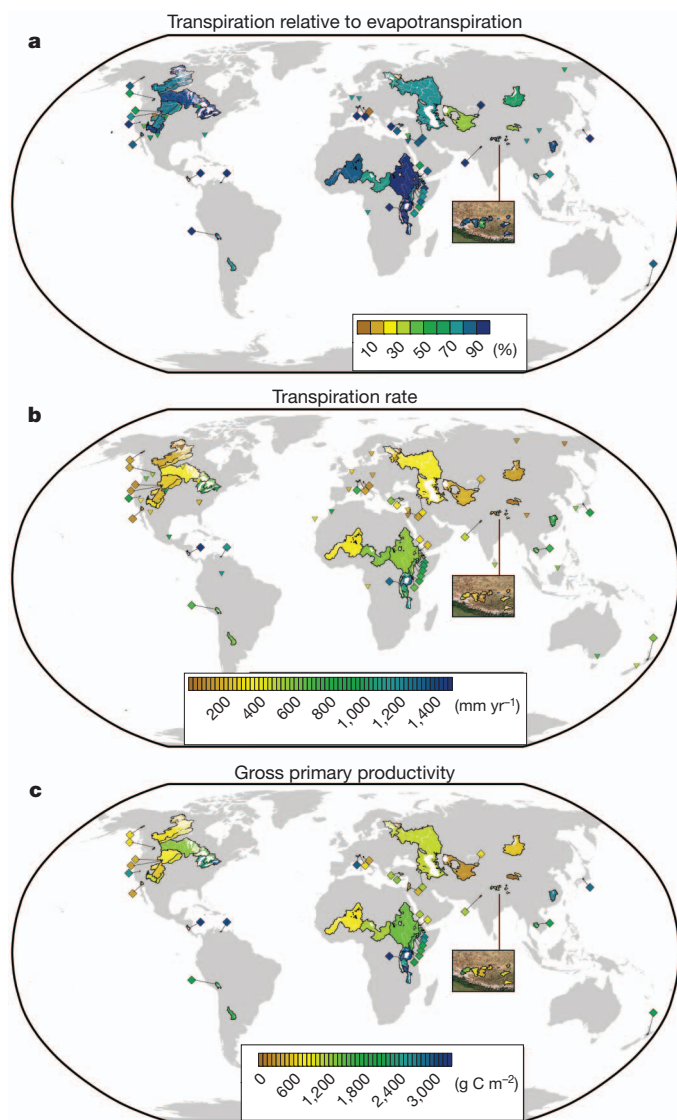 Transpiration relative to evapotranspiration
a
10 30 50 70 90 (%)
Transpiration rate
b
200 400 600 800 1,000 1,200 1,400 (mm yr⁻¹)
Gross primary productivity
c
0 600 1,200 1,800 2,400 3,000 (g C m⁻²)